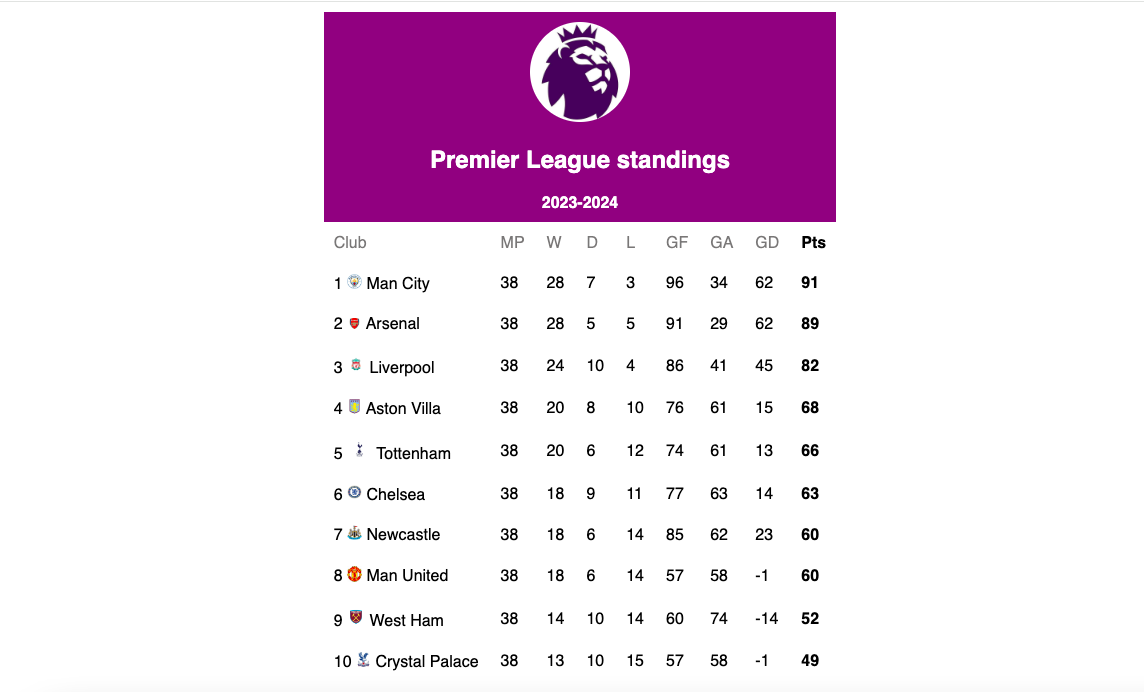 Premier League standings
2023-2024
Club MP W D L GF GA GD Pts
1 Man City 38 28 7 3 96 34 62 91
2 Arsenal 38 28 5 5 91 29 62 89
3 Liverpool 38 24 10 4 86 41 45 82
4 Aston Villa 38 20 8 10 76 61 15 68
5 Tottenham 38 20 6 12 74 61 13 66
6 Chelsea 38 18 9 11 77 63 14 63
7 Newcastle 38 18 6 14 85 62 23 60
8 Man United 38 18 6 14 57 58 -1 60
9 West Ham 38 14 10 14 60 74 -14 52
10 Crystal Palace 38 13 10 15 57 58 -1 49